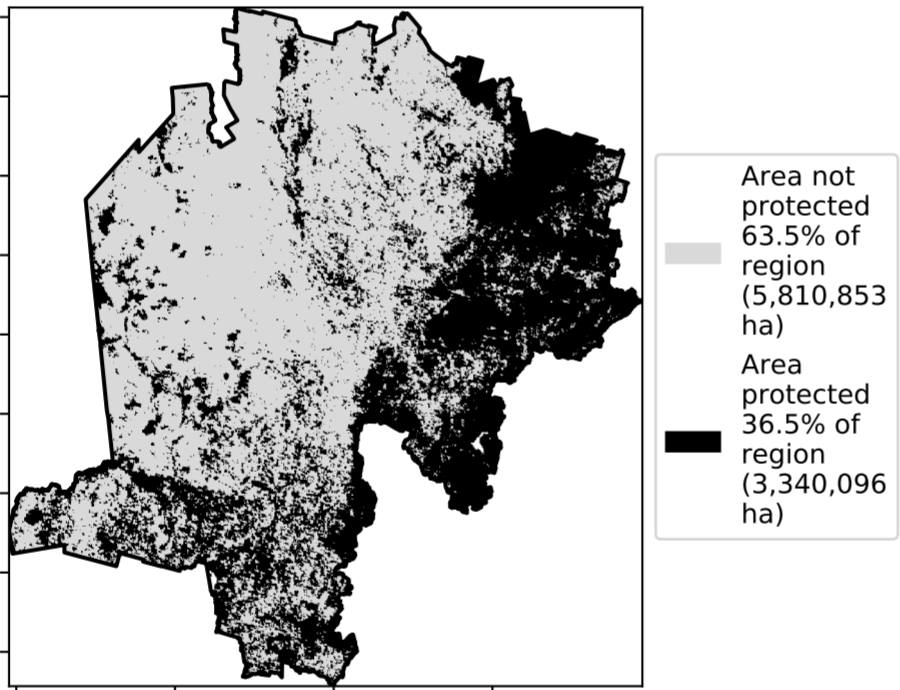 Area not
protected
63.5% of
region
(5,810,853
ha)
Area
protected
36.5% of
region
(3,340,096
ha)